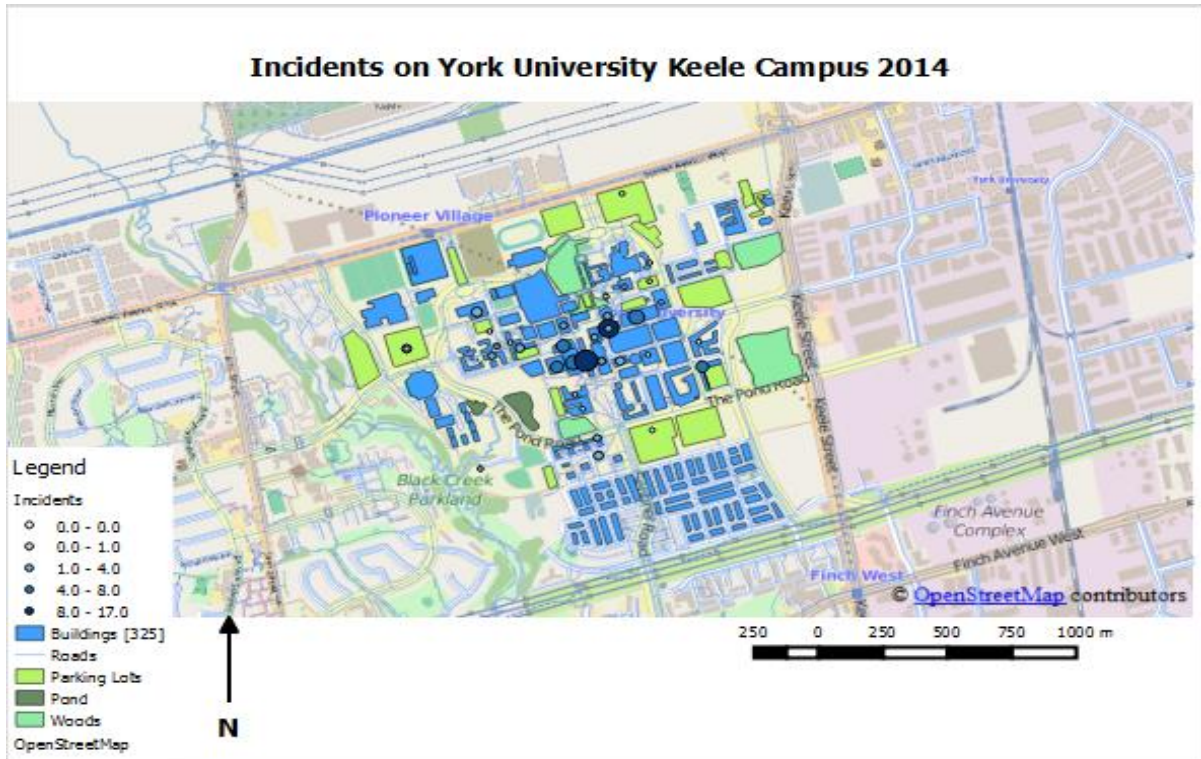 Incidents on York University Keele Campus 2014
Pioneer Village
York University
Keele Street
Keele Street
The Pond Road
The Pond Road
Black Creek
Parkland
Finch Avenue
Complex
Finch Avenue West
Finch West
© OpenStreetMap contributors
Legend
Incidents
0.0 - 0.0
0.0 - 1.0
1.0 - 4.0
4.0 - 8.0
8.0 - 17.0
Buildings [325]
Roads
Parking Lots
Pond
Woods
OpenStreetMap
250 0 250 500 750 1000 m
N